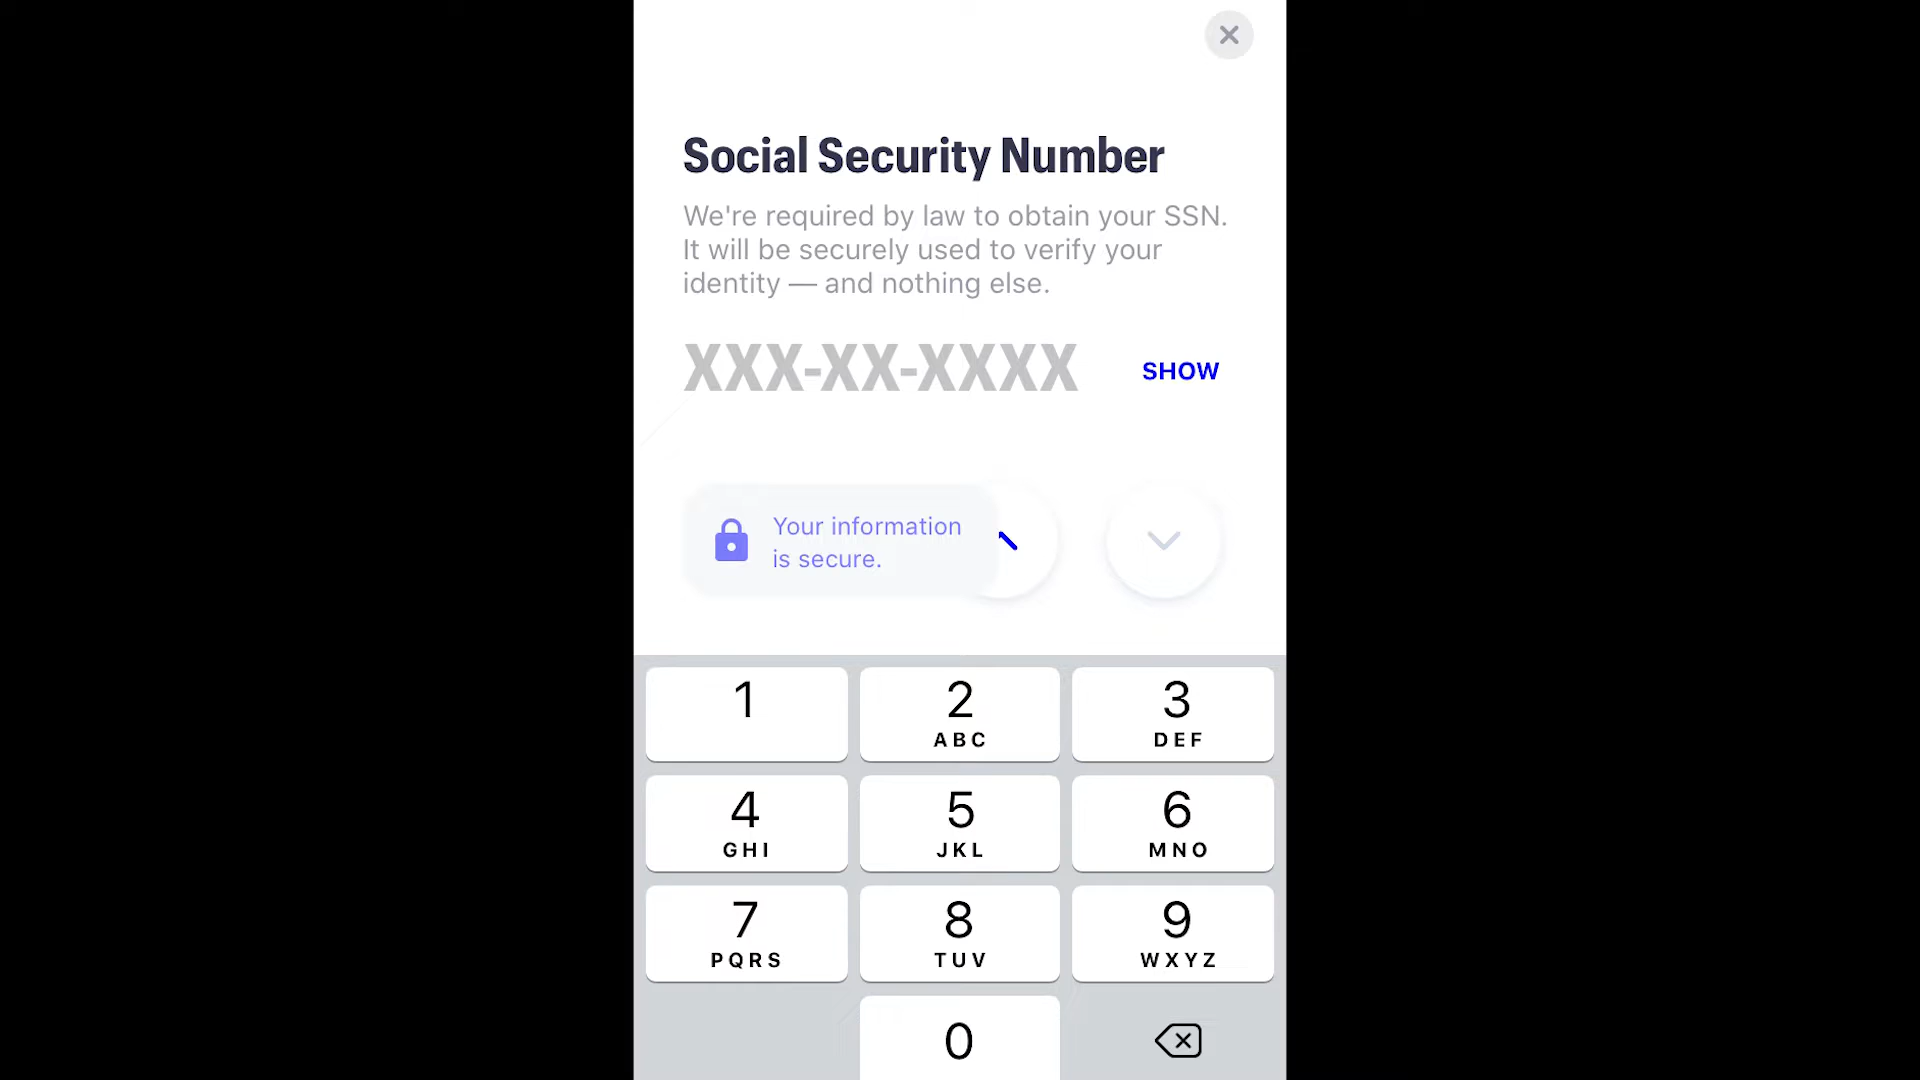 Social Security Number
We're required by law to obtain your SSN.
It will be securely used to verify your
identity — and nothing else.
XXX-XX-XXXX
SHOW
Your information
is secure.
1
2
3
ABC
DEF
4
5
6
GHI
JKL
MNO
7
8
9
PQRS
TUV
WXYZ
0